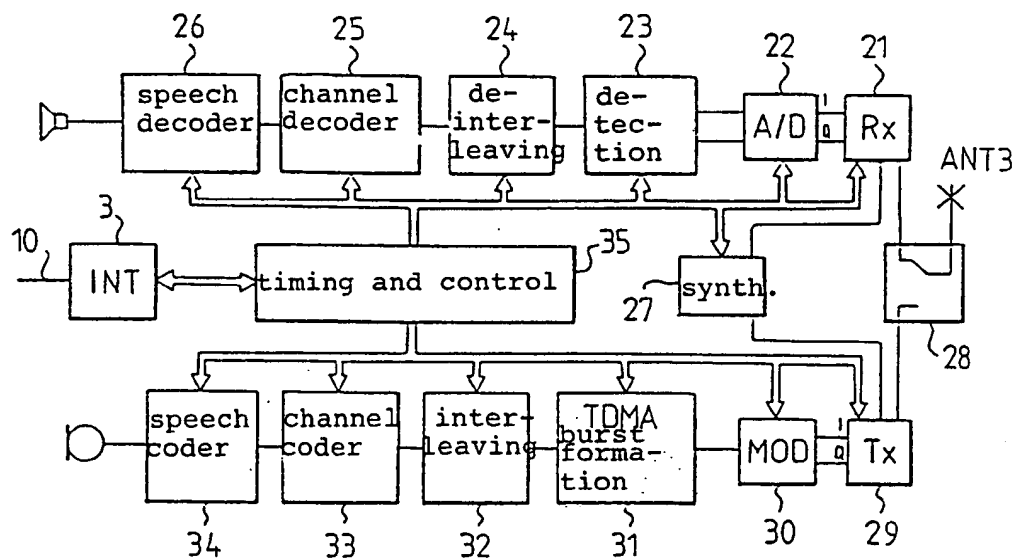 26
25
24
23
22
21
speech
decoder
channel
decoder
de-
inter-
leaving
de-
tec-
tion
A/D
I
Q
Rx
ANT3
3
10
INT
timing and control
35
27
synth.
28
speech
coder
channel
coder
inter-
leaving
TDMA
burst
forma-
tion
MOD
I
Q
Tx
34
33
32
31
30
29